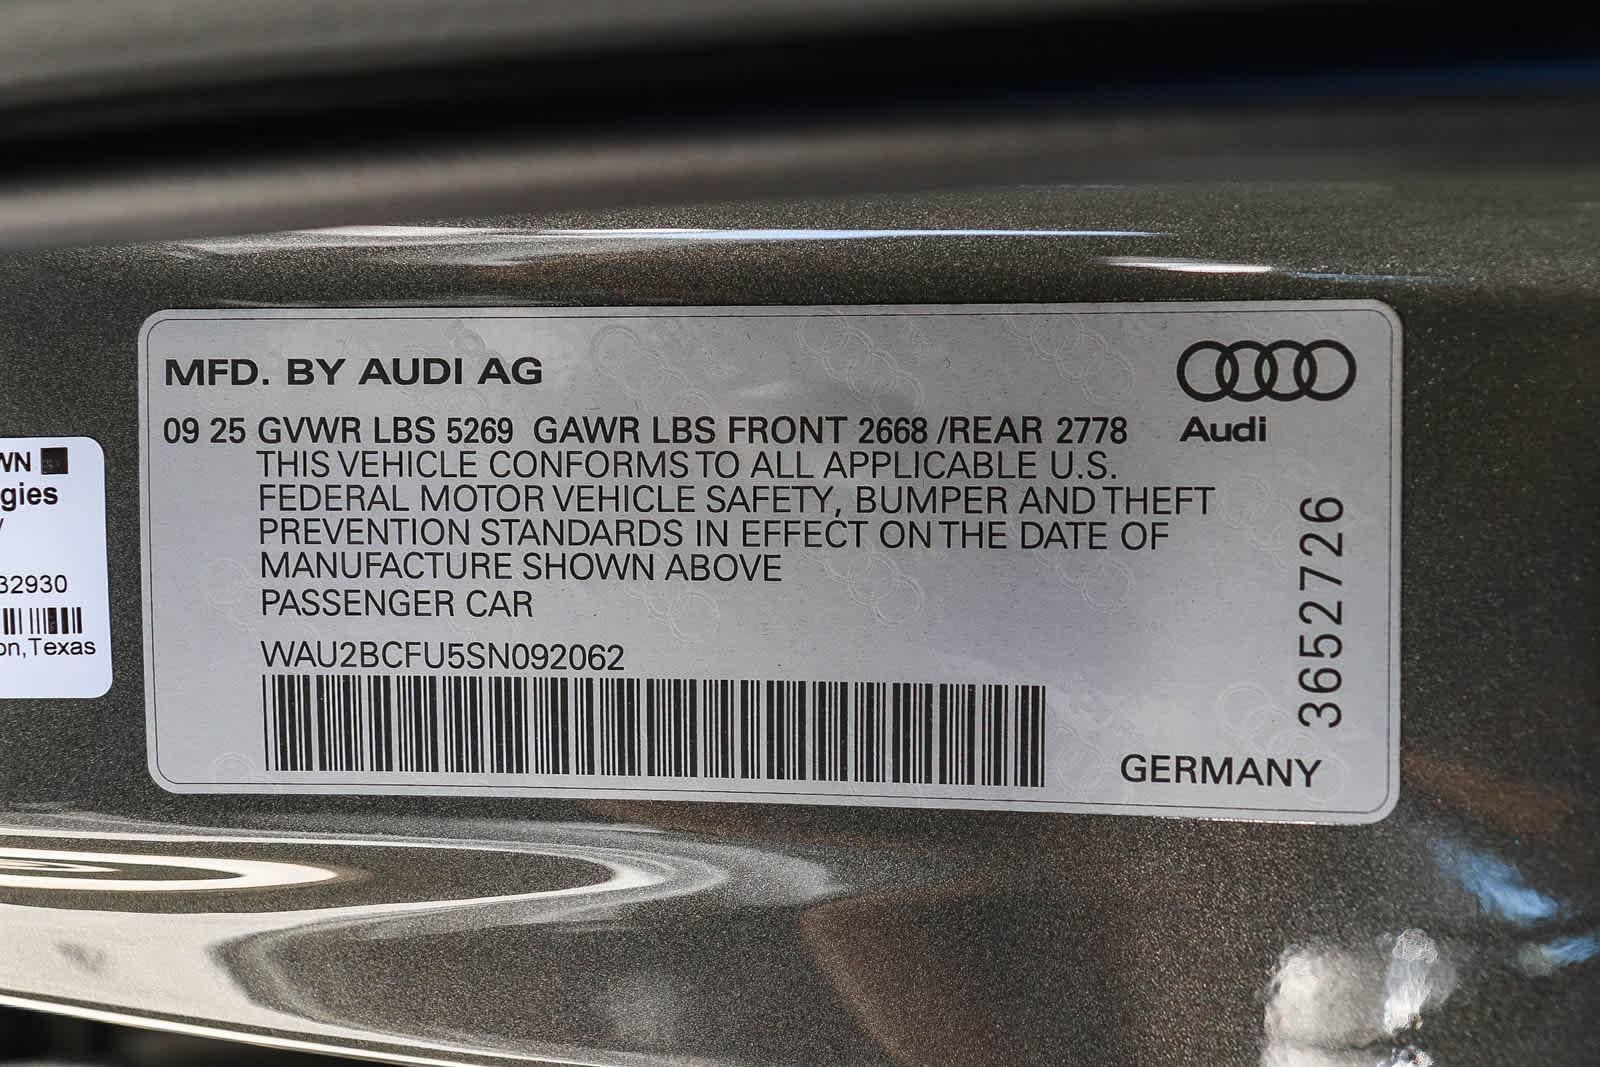 MFD. BY AUDI AG
Audi
09 25 GVWR LBS 5269 GAWR LBS FRONT 2668 /REAR 2778
THIS VEHICLE CONFORMS TO ALL APPLICABLE U.S.
FEDERAL MOTOR VEHICLE SAFETY, BUMPER AND THEFT
PREVENTION STANDARDS IN EFFECT ON THE DATE OF
MANUFACTURE SHOWN ABOVE
PASSENGER CAR
WAU2BCFU5SN092062
3652726
GERMANY
WN
gies
32930
on,Texas